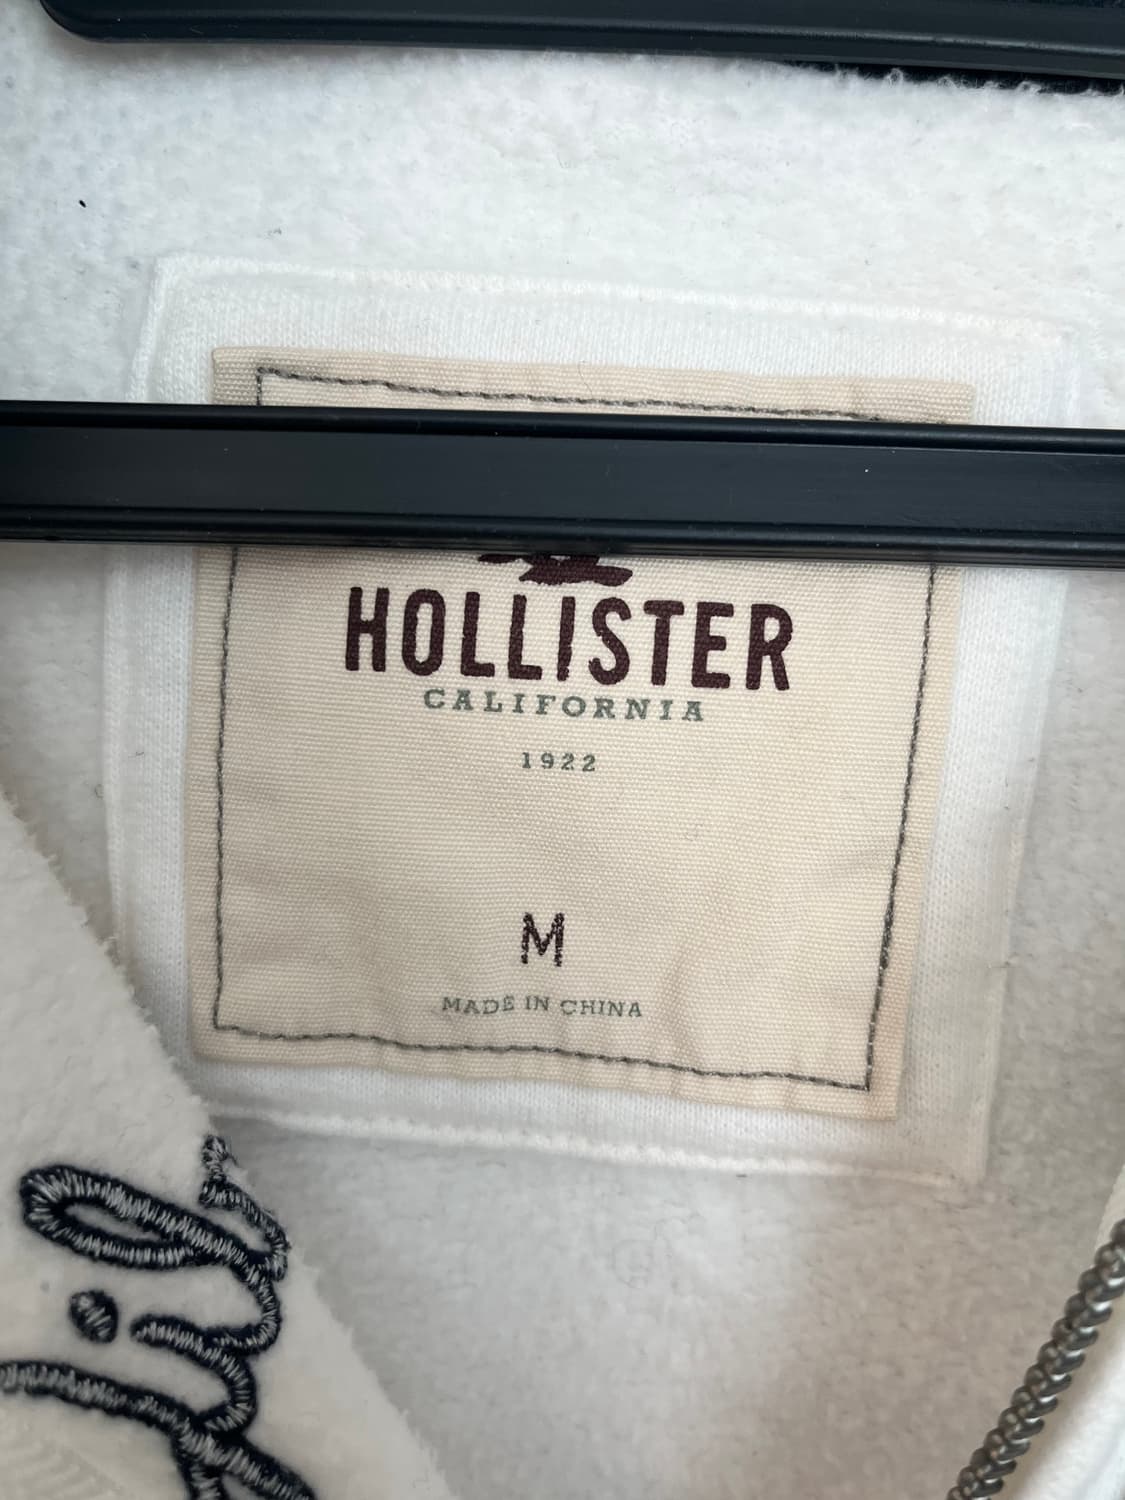 HOLLISTER
CALIFORNIA
1922
M
MADE IN CHINA